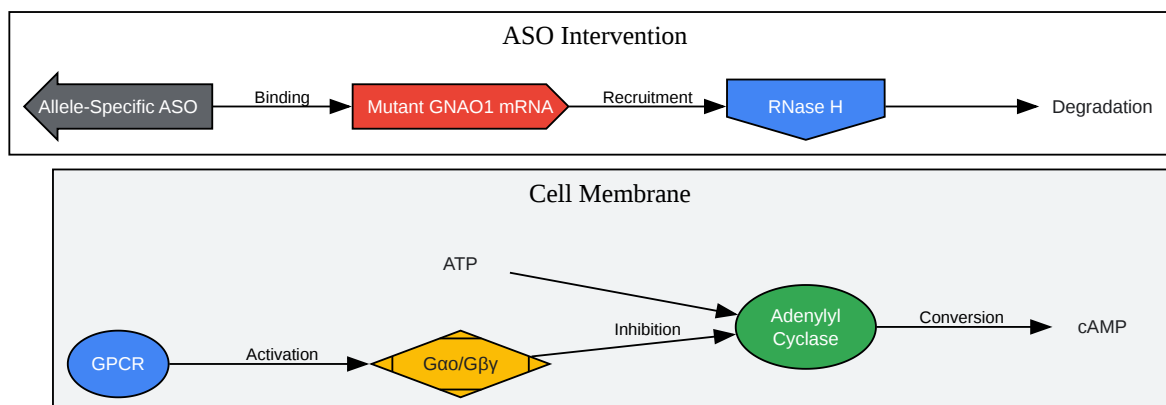 ASO Intervention
Allele-Specific ASO
Binding
Mutant GNAO1 mRNA
Recruitment
RNase H
Degradation
Cell Membrane
ATP
Adenylyl
Cyclase
Conversion
cAMP
Inhibition
GPCR
Activation
Gαo/Gβγ